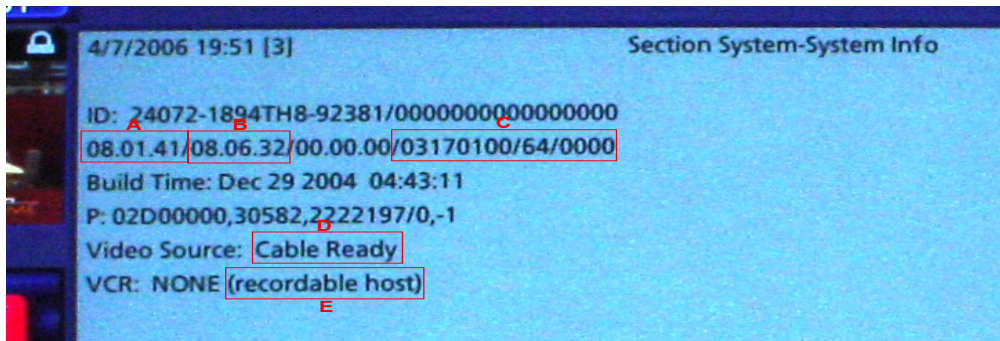 4/7/2006 19:51 [3] Section System-System Info
ID: 24072-1894TH8-92381/0000000000000000
A B C
08.01.41/08.06.32/00.00.00/03170100/64/0000
Build Time: Dec 29 2004 04:43:11
P: 02D00000,30582,2222197/0,-1
D
Video Source: Cable Ready
VCR: NONE (recordable host)
E